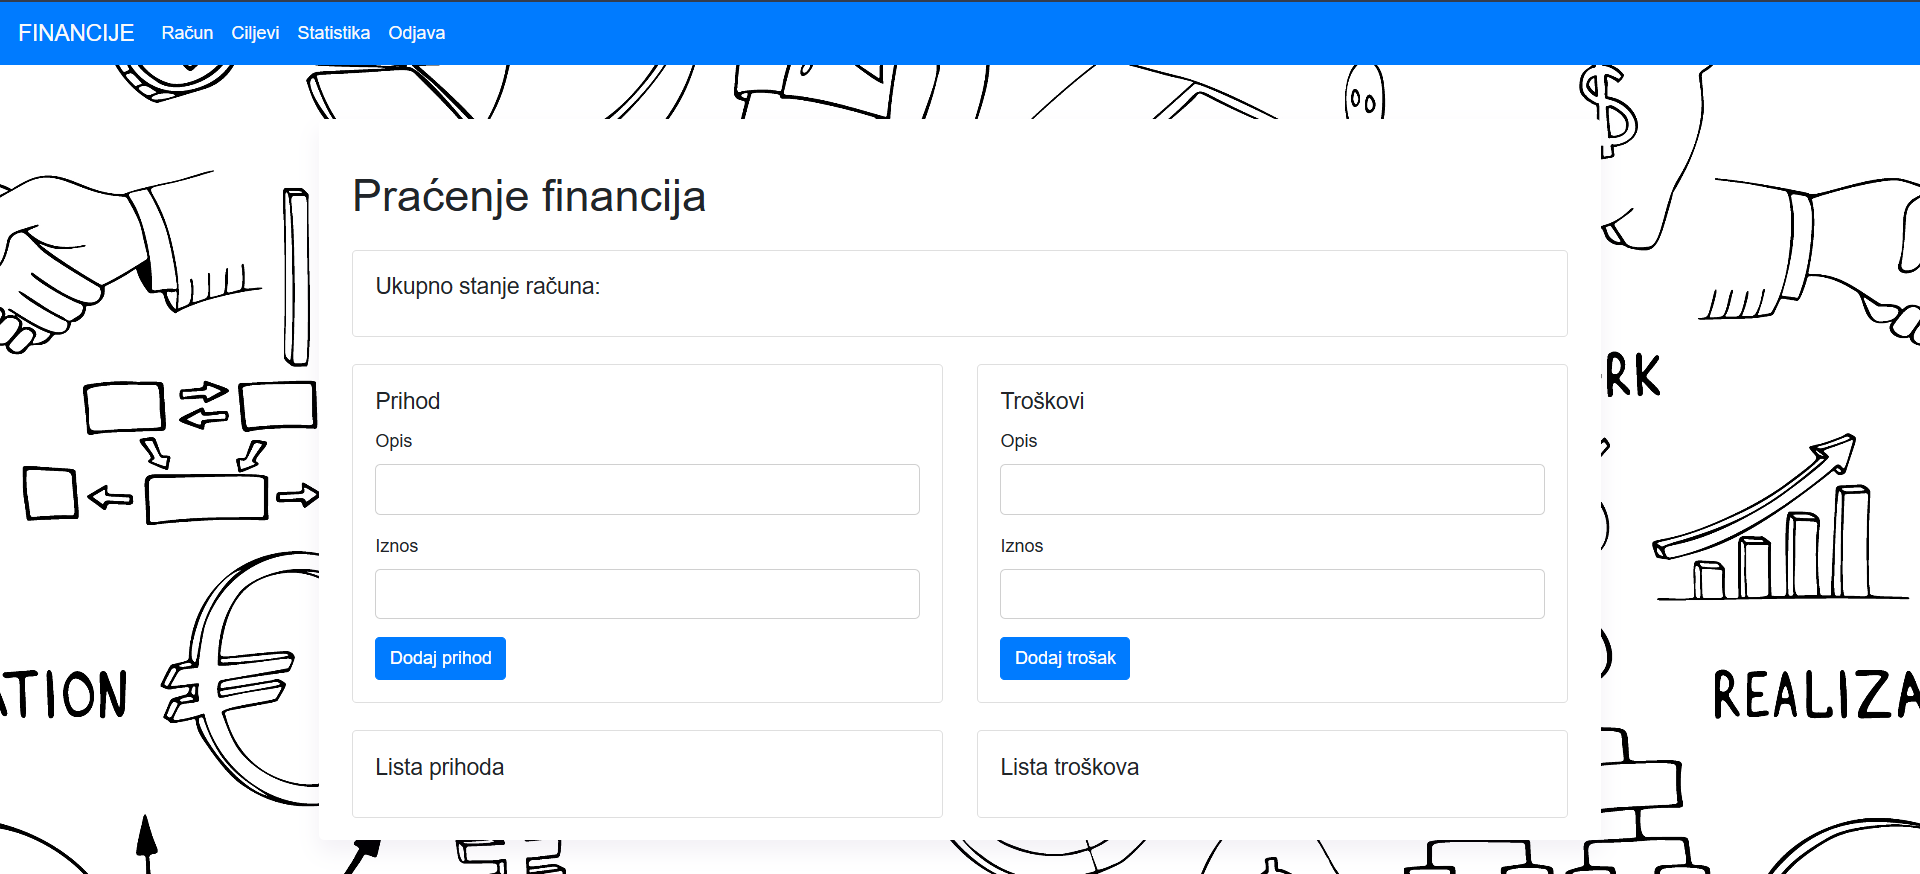 FINANCIJE Račun Ciljevi Statistika Odjava
Praćenje financija
Ukupno stanje računa:
Prihod
Opis
Iznos
Dodaj prihod
Troškovi
Opis
Iznos
Dodaj trošak
Lista prihoda
Lista troškova
$
RK
ATION
REALIZA